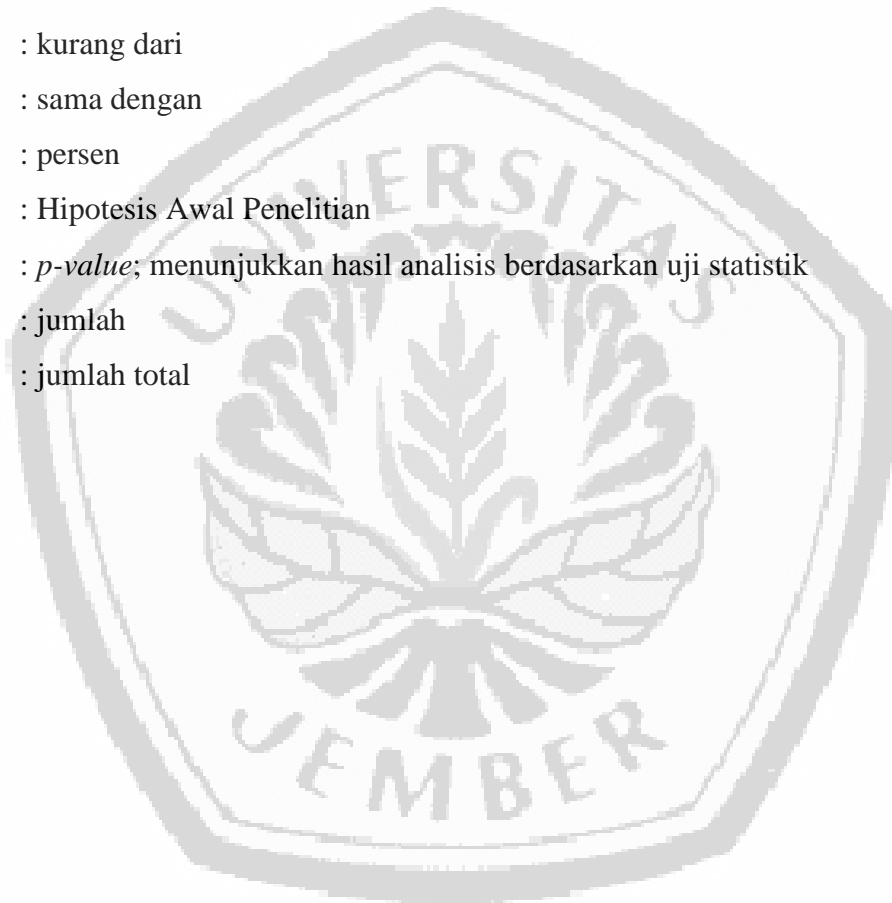 : kurang dari
: sama dengan
: persen
: Hipotesis Awal Penelitian
: p-value; menunjukkan hasil analisis berdasarkan uji statistik
: jumlah
: jumlah total
UNIVERSITAS
JEMBER